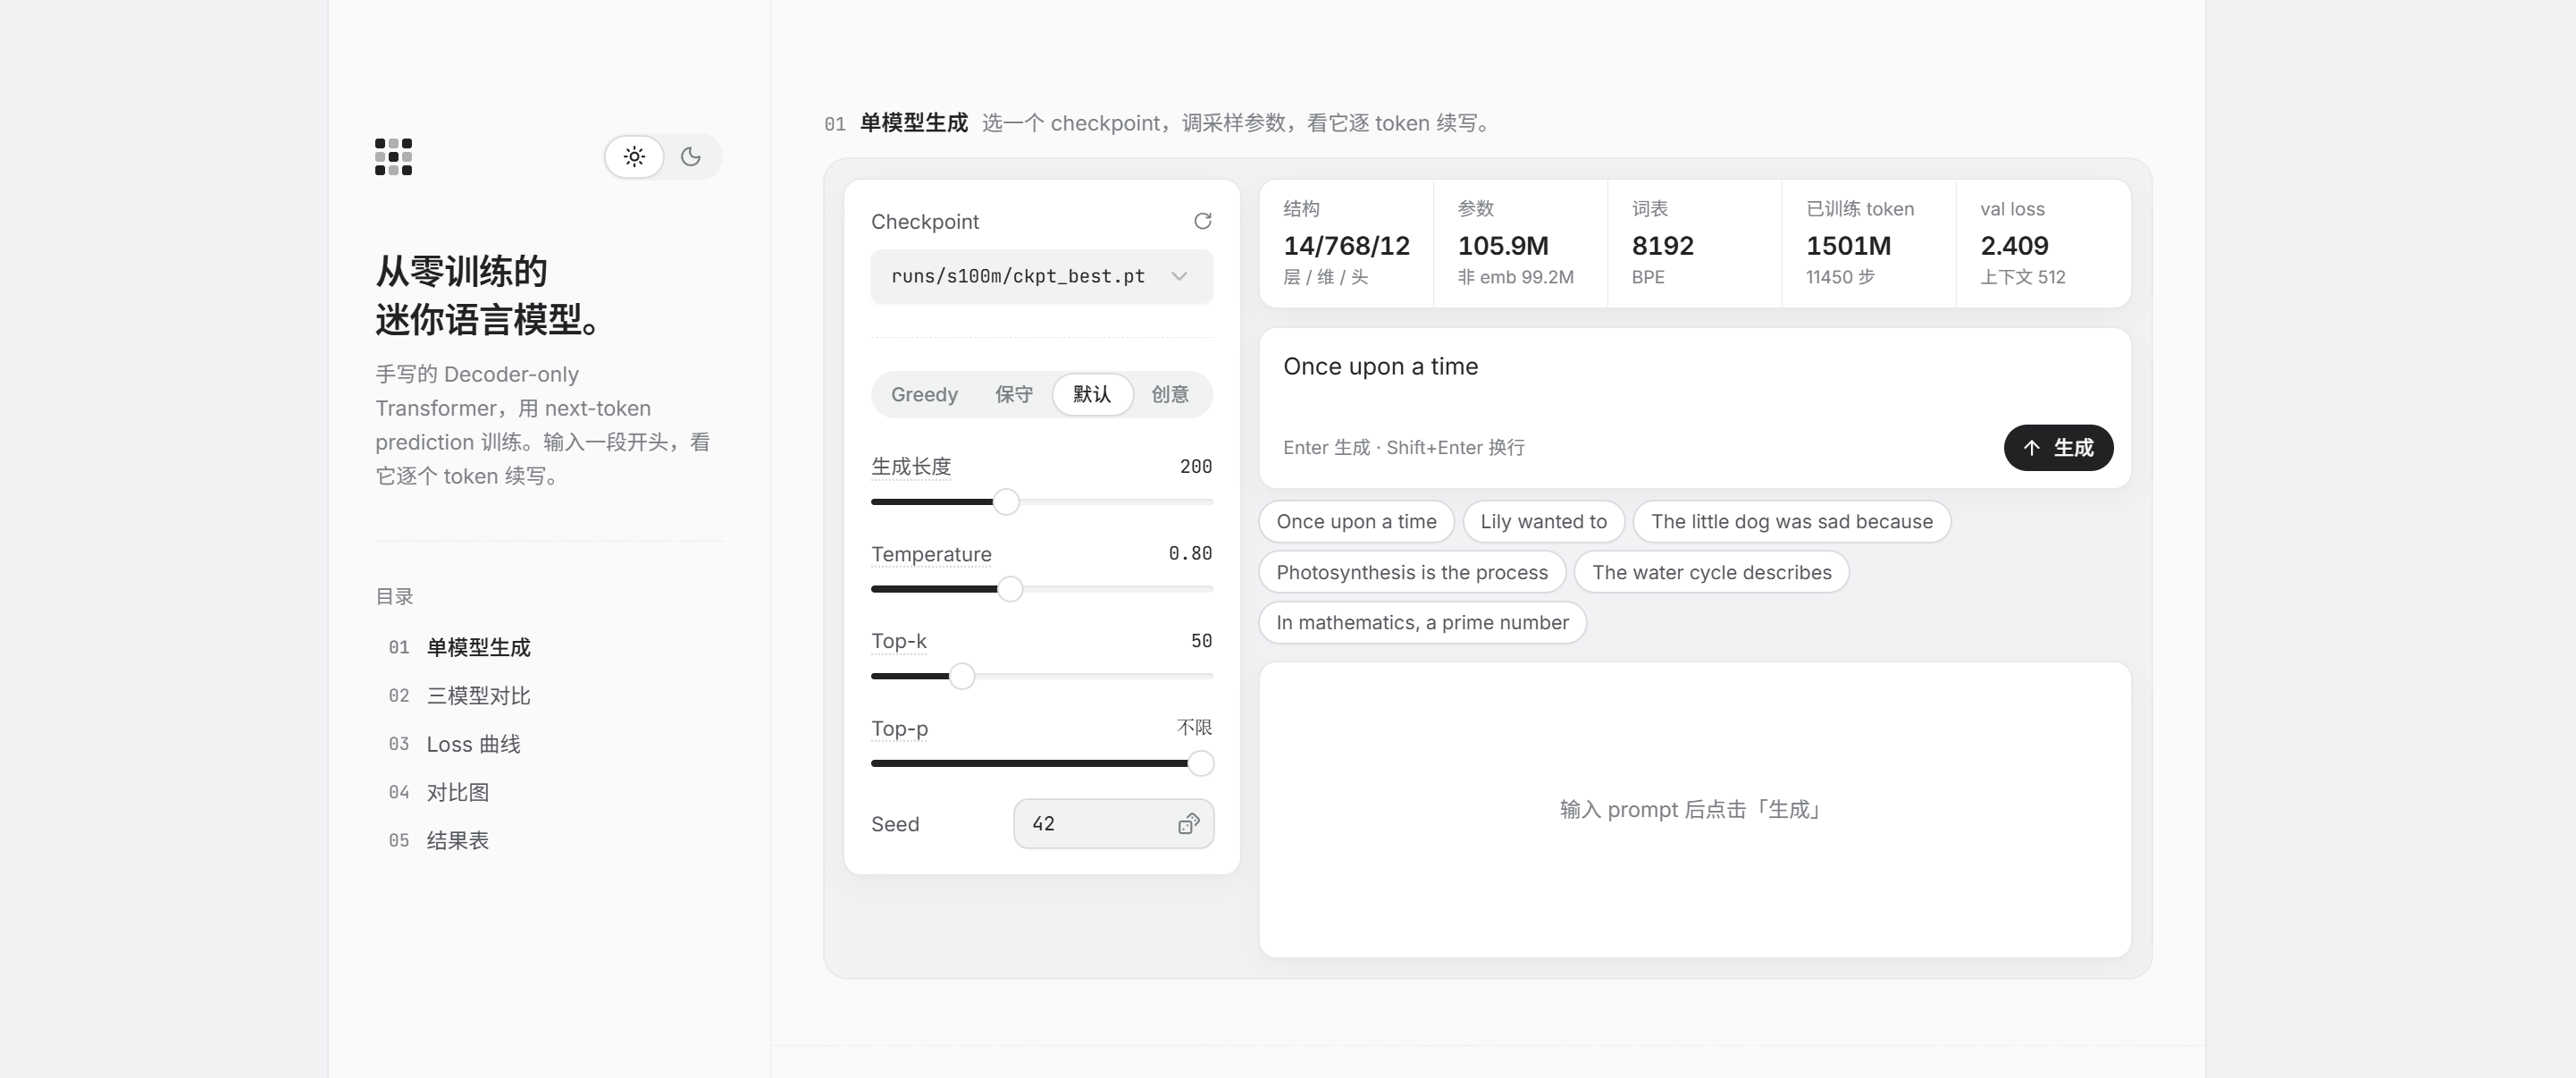 从零训练的
迷你语言模型。
手写的 Decoder-only
Transformer，用 next-token
prediction 训练。输入一段开头，看
它逐个 token 续写。
目录
01 单模型生成
02 三模型对比
03 Loss 曲线
04 对比图
05 结果表
01 单模型生成 选一个 checkpoint，调采样参数，看它逐 token 续写。
Checkpoint
runs/s100m/ckpt_best.pt
Greedy 保守 默认 创意
生成长度 200
Temperature 0.80
Top-k 50
Top-p 不限
Seed 42
结构 参数 词表 已训练 token val loss
14/768/12 105.9M 8192 1501M 2.409
层 / 维 / 头 非 emb 99.2M BPE 11450 步 上下文 512
Once upon a time
Enter 生成 · Shift+Enter 换行 生成
Once upon a time Lily wanted to The little dog was sad because
Photosynthesis is the process The water cycle describes
In mathematics, a prime number
输入 prompt 后点击「生成」